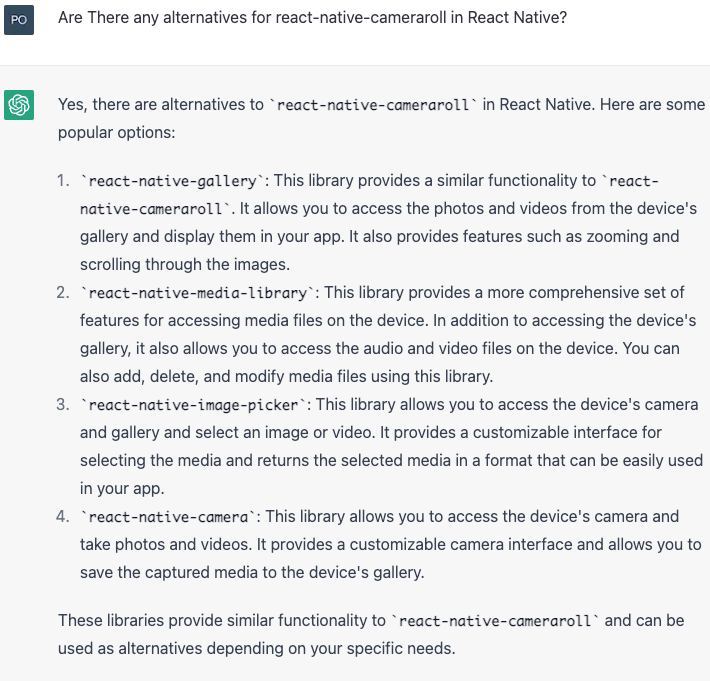 PO
Are There any alternatives for react-native-cameraroll in React Native?
Yes, there are alternatives to `react-native-cameraroll` in React Native. Here are some
popular options:
1. `react-native-gallery`: This library provides a similar functionality to `react-
native-cameraroll`. It allows you to access the photos and videos from the device's
gallery and display them in your app. It also provides features such as zooming and
scrolling through the images.
2. `react-native-media-library`: This library provides a more comprehensive set of
features for accessing media files on the device. In addition to accessing the device's
gallery, it also allows you to access the audio and video files on the device. You can
also add, delete, and modify media files using this library.
3. `react-native-image-picker`: This library allows you to access the device's camera
and gallery and select an image or video. It provides a customizable interface for
selecting the media and returns the selected media in a format that can be easily used
in your app.
4. `react-native-camera`: This library allows you to access the device's camera and
take photos and videos. It provides a customizable camera interface and allows you to
save the captured media to the device's gallery.
These libraries provide similar functionality to `react-native-cameraroll` and can be
used as alternatives depending on your specific needs.